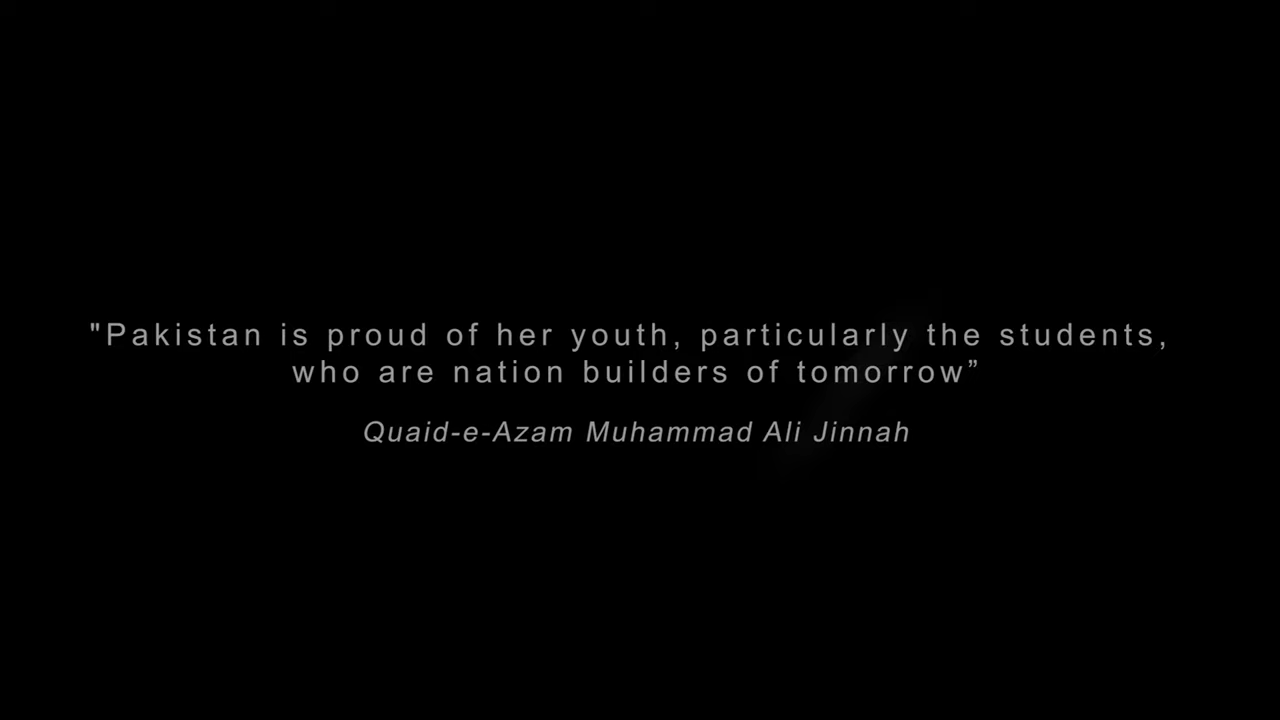 "Pakistan is proud of her youth, particularly the students,
who are nation builders of tomorrow”
Quaid-e-Azam Muhammad Ali Jinnah